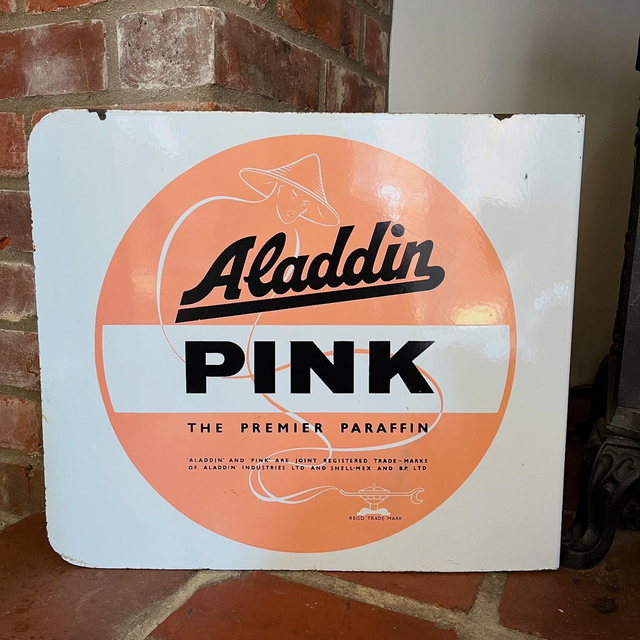 Aladdin
PINK
THE PREMIER PARAFFIN
'ALADDIN' AND 'PINK' ARE JOINT REGISTERED TRADE-MARKS
OF ALADDIN INDUSTRIES LTD AND SHELL-MEX AND B.P. LTD
REGD TRADE MARK